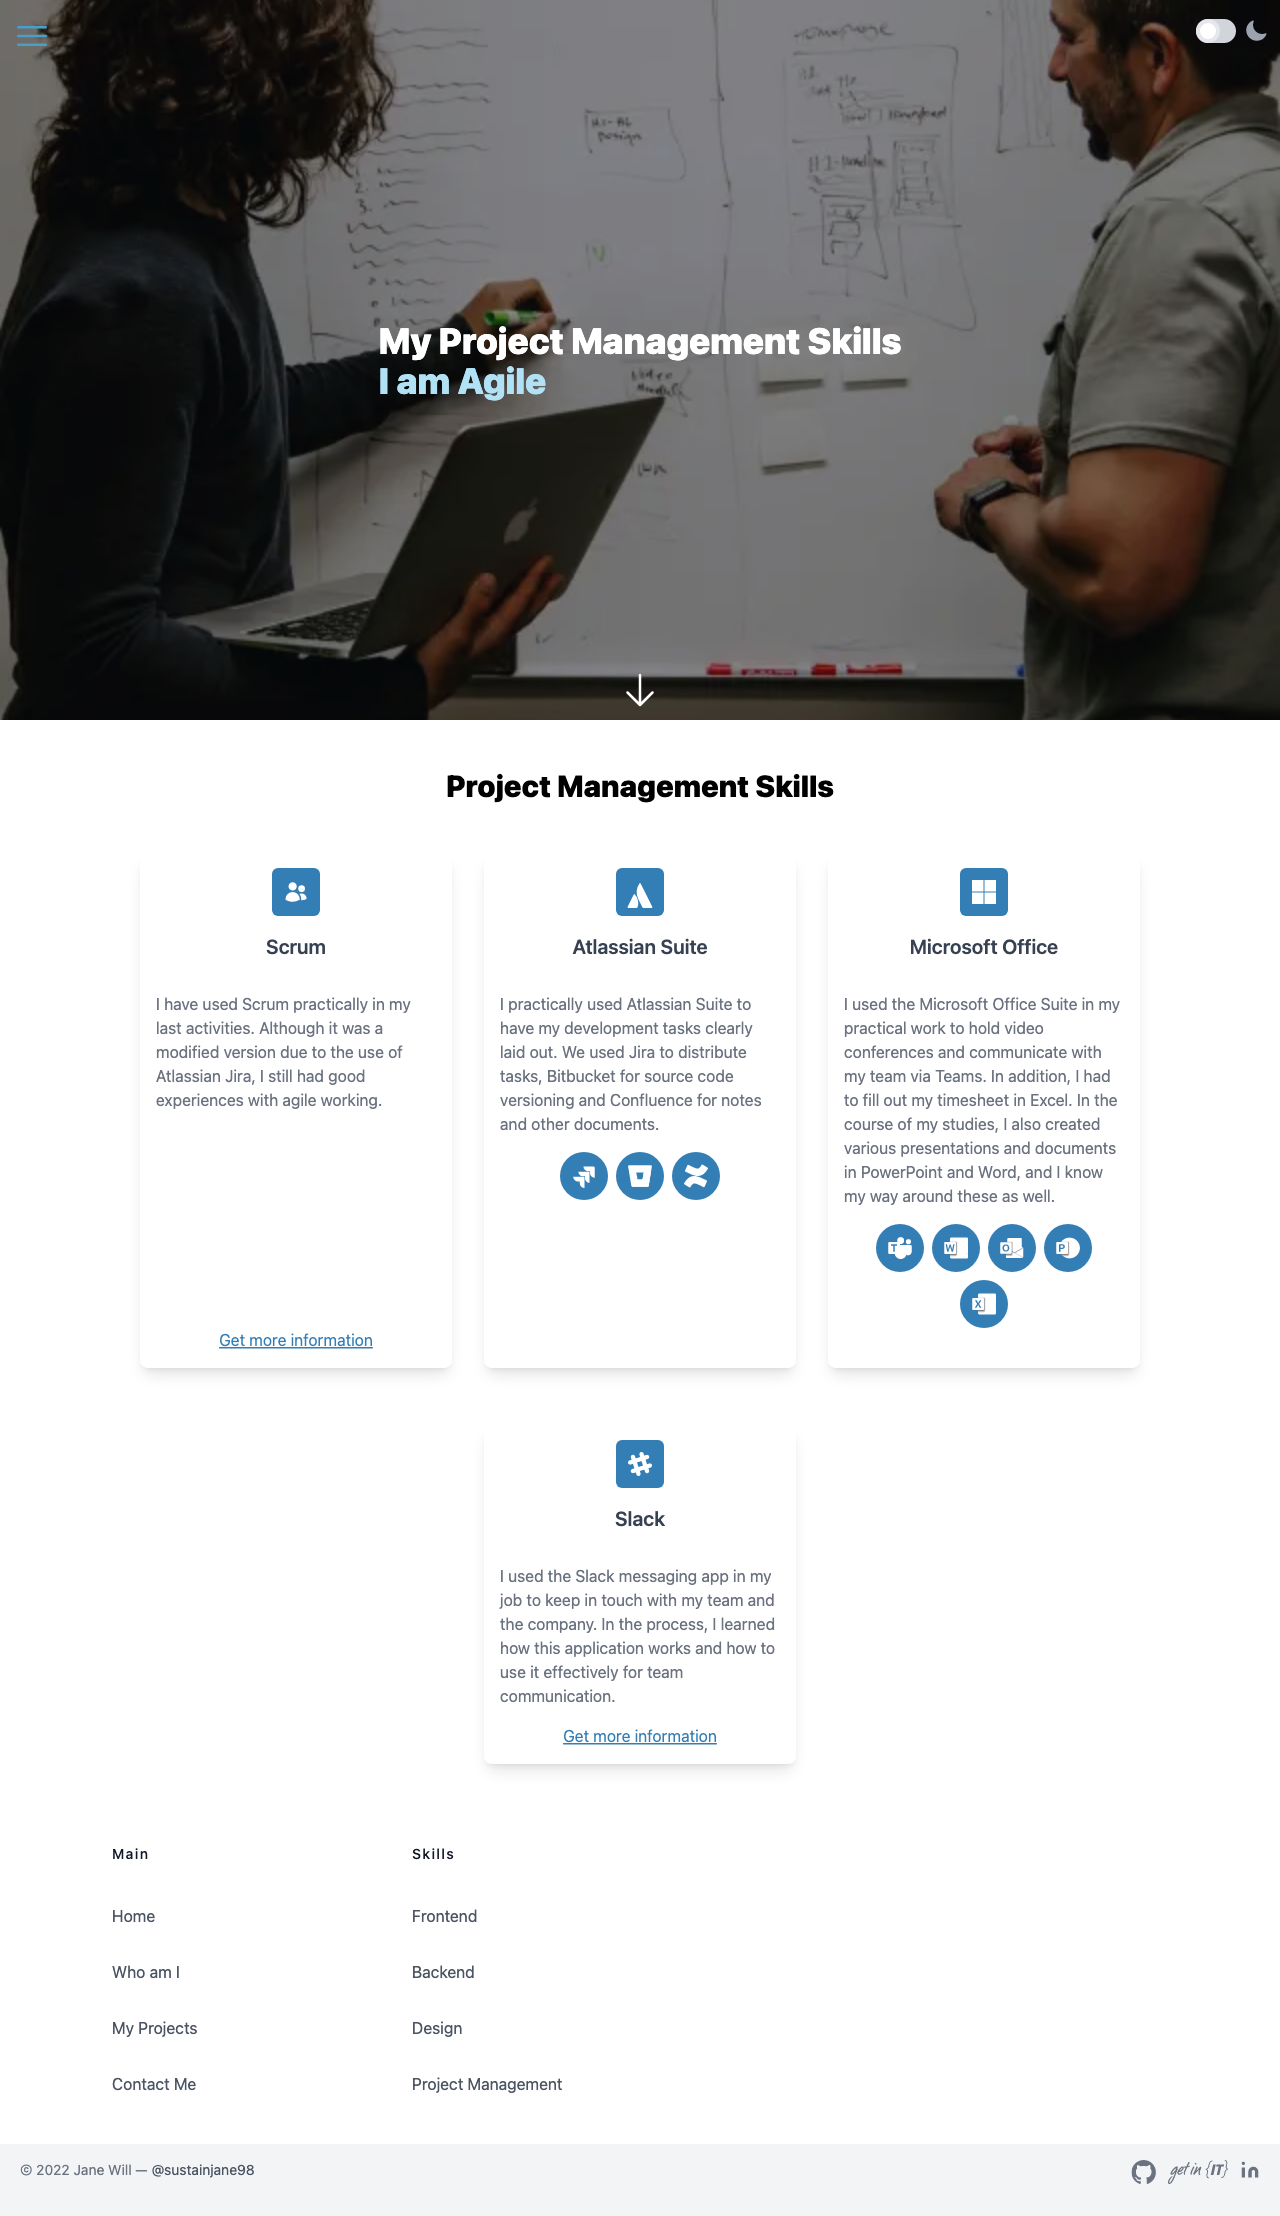 My Project Management Skills
I am Agile
Project Management Skills
Scrum
I have used Scrum practically in my
last activities. Although it was a
modified version due to the use of
Atlassian Jira, I still had good
experiences with agile working.
Get more information
Atlassian Suite
I practically used Atlassian Suite to
have my development tasks clearly
laid out. We used Jira to distribute
tasks, Bitbucket for source code
versioning and Confluence for notes
and other documents.
Microsoft Office
I used the Microsoft Office Suite in my
practical work to hold video
conferences and communicate with
my team via Teams. In addition, I had
to fill out my timesheet in Excel. In the
course of my studies, I also created
various presentations and documents
in PowerPoint and Word, and I know
my way around these as well.
T W O P
X
Slack
I used the Slack messaging app in my
job to keep in touch with my team and
the company. In the process, I learned
how this application works and how to
use it effectively for team
communication.
Get more information
Main
Home
Who am I
My Projects
Contact Me
Skills
Frontend
Backend
Design
Project Management
© 2022 Jane Will — @sustainjane98
get in {IT} in